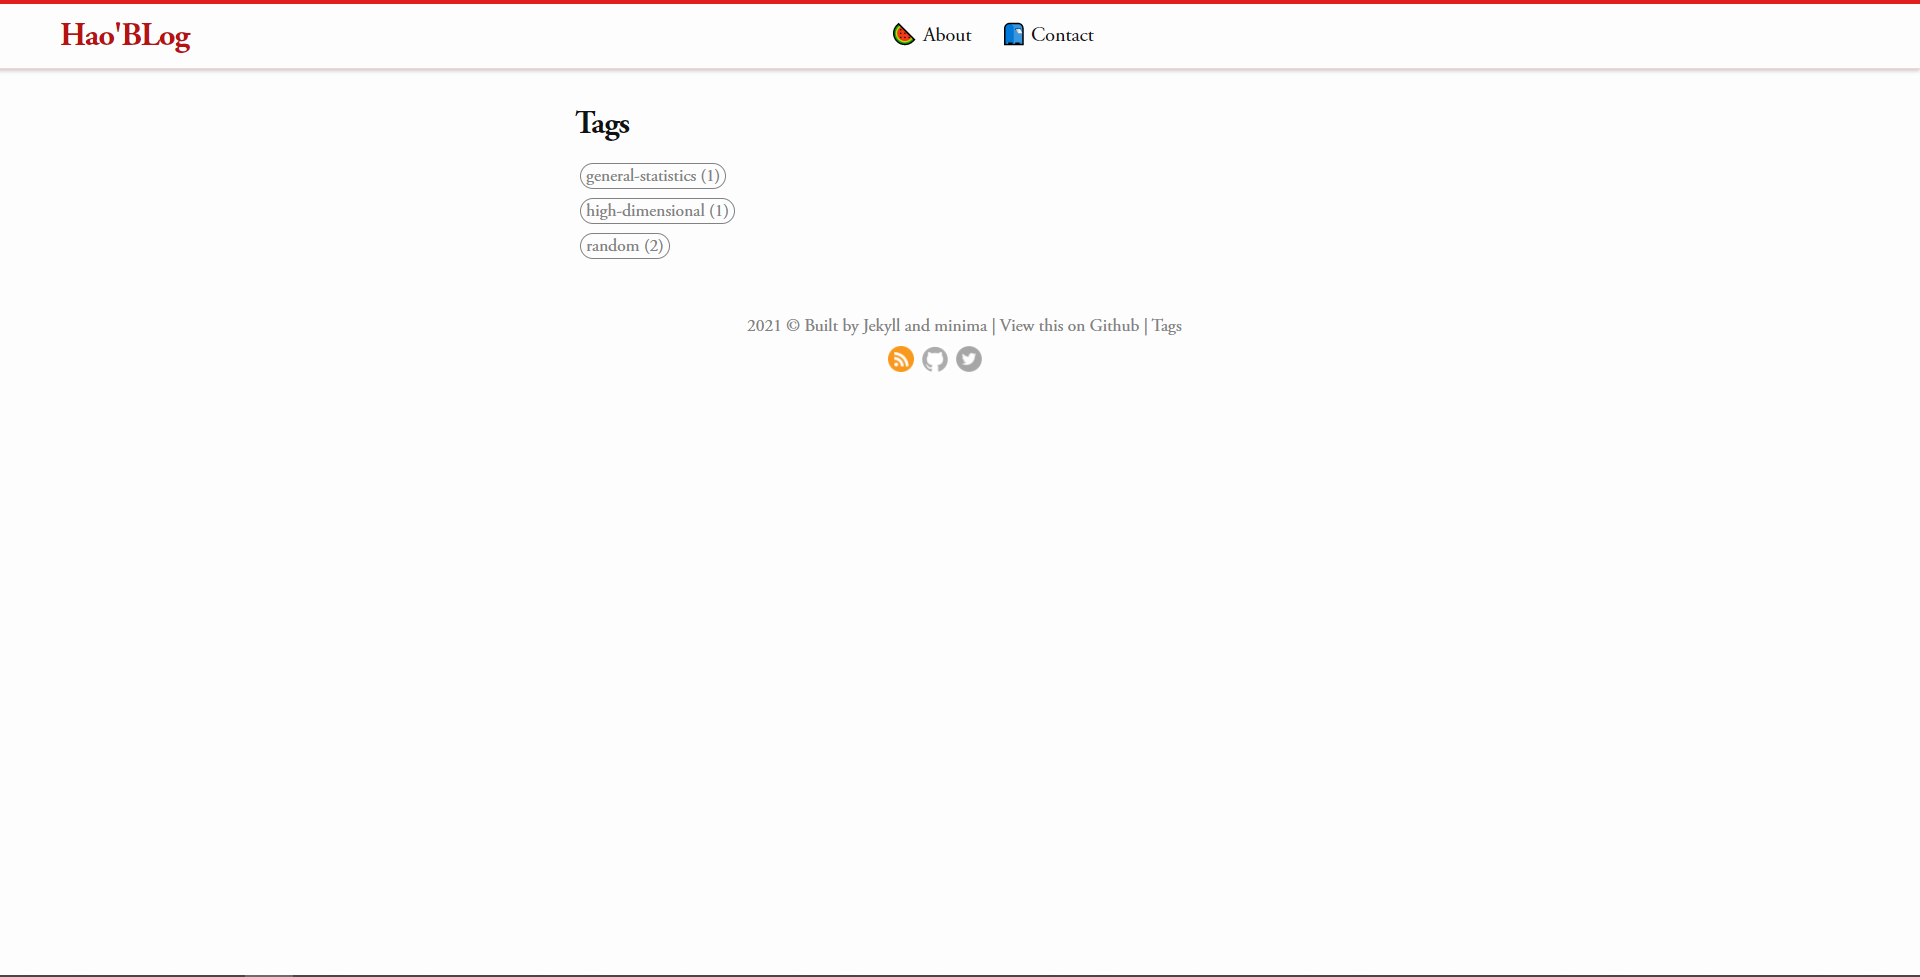 Hao'BLog
About
Contact
Tags
general-statistics (1)
high-dimensional (1)
random (2)
2021 © Built by Jekyll and minima | View this on Github | Tags